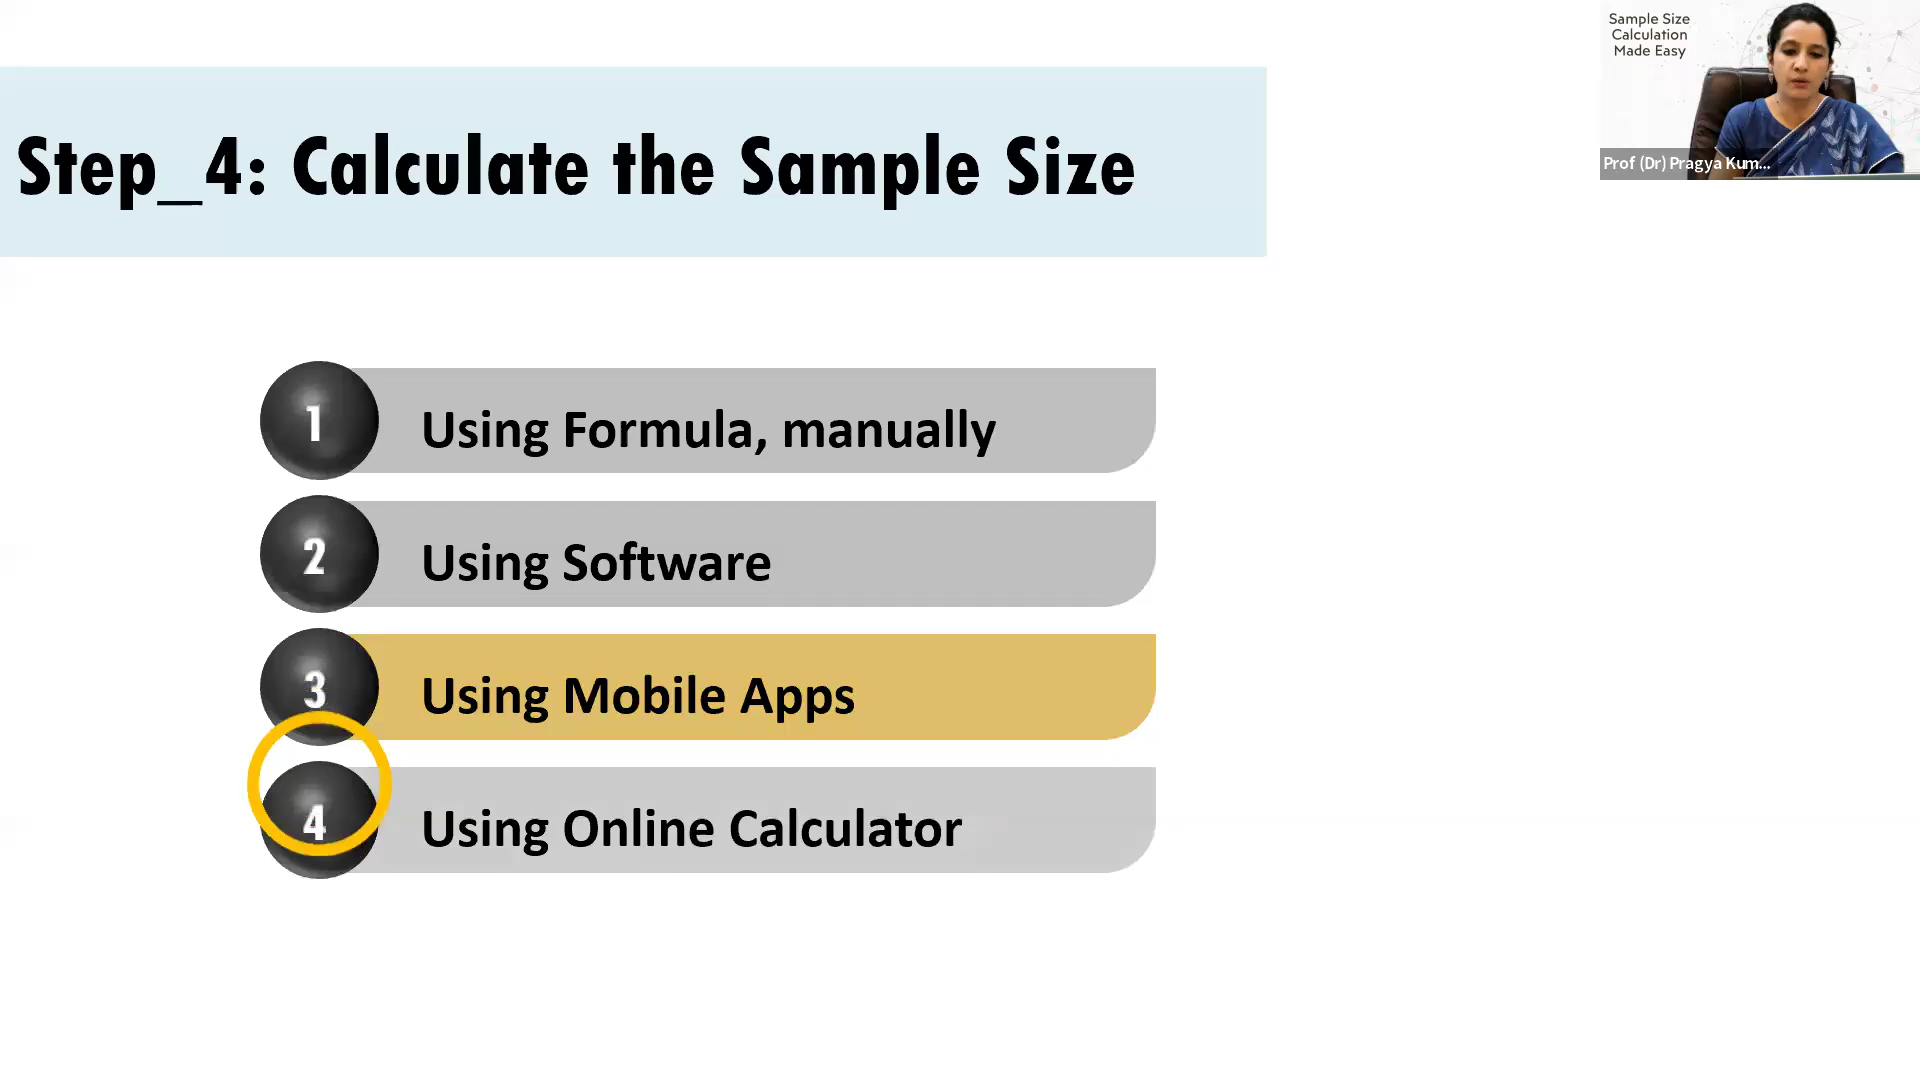 Sample Size
Calculation
Made Easy
Prof (Dr) Pragya Kum...
Step_4: Calculate the Sample Size
1 Using Formula, manually
2 Using Software
3 Using Mobile Apps
4 Using Online Calculator